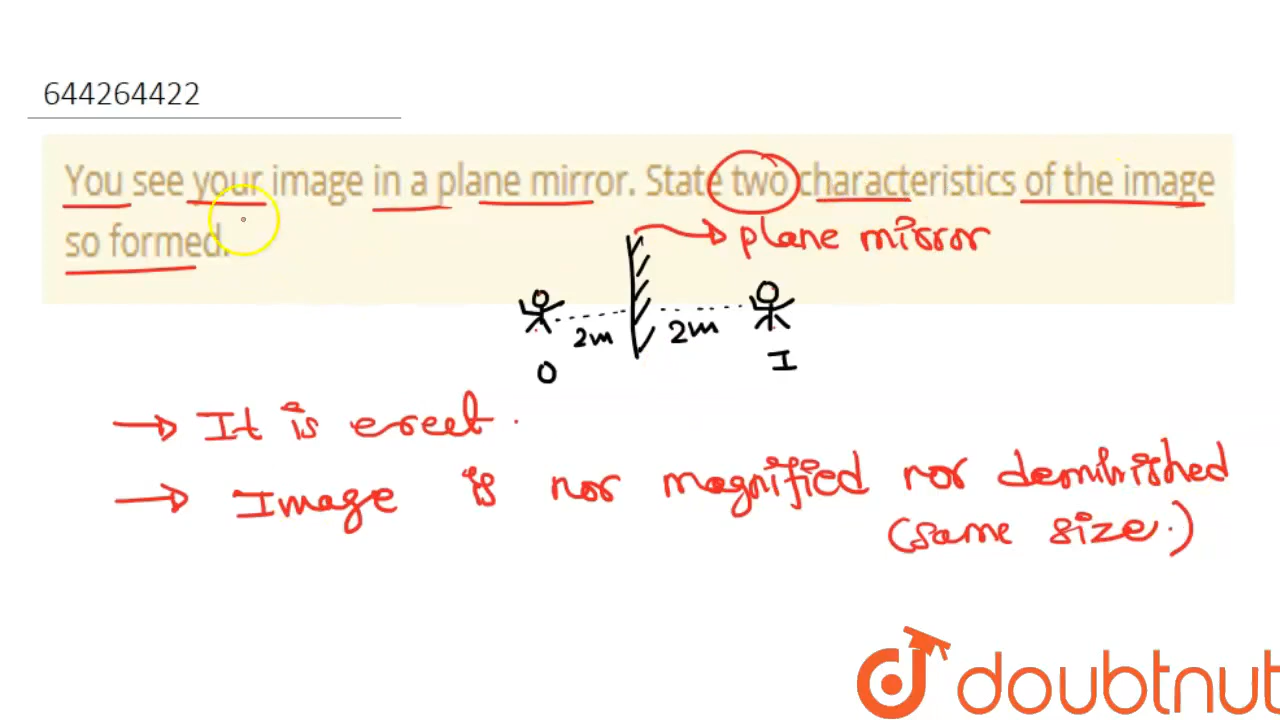 644264422
You see your image in a plane mirror. State two characteristics of the image
so formed.
plane mirror
2m 2m
O I
→ It is erect.
→ Image is nor magnified nor deminished
(same size.)
doubtnut